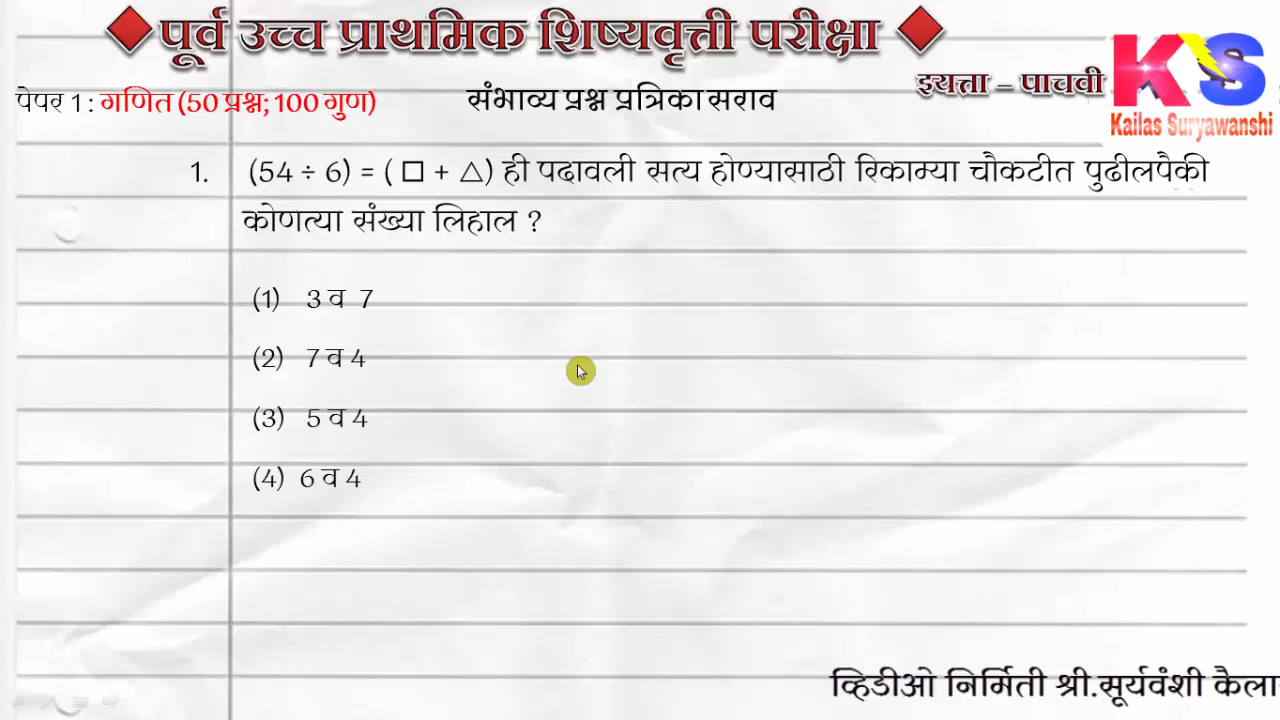 पूर्व उच्च प्राथमिक शिष्यवृत्ती परीक्षा
KS
इयत्ता – पाचवी
Kailas Suryawanshi
पेपर 1 : गणित (50 प्रश्न; 100 गुण)
संभाव्य प्रश्न प्रत्रिका सराव
1. (54 ÷ 6) = ( □ + △) ही पदावली सत्य होण्यासाठी रिकाम्या चौकटीत पुढीलपैकी
कोणत्या संख्या लिहाल ?
(1) 3 व 7
(2) 7 व 4
(3) 5 व 4
(4) 6 व 4
व्हिडीओ निर्मिती श्री.सूर्यवंशी कैला